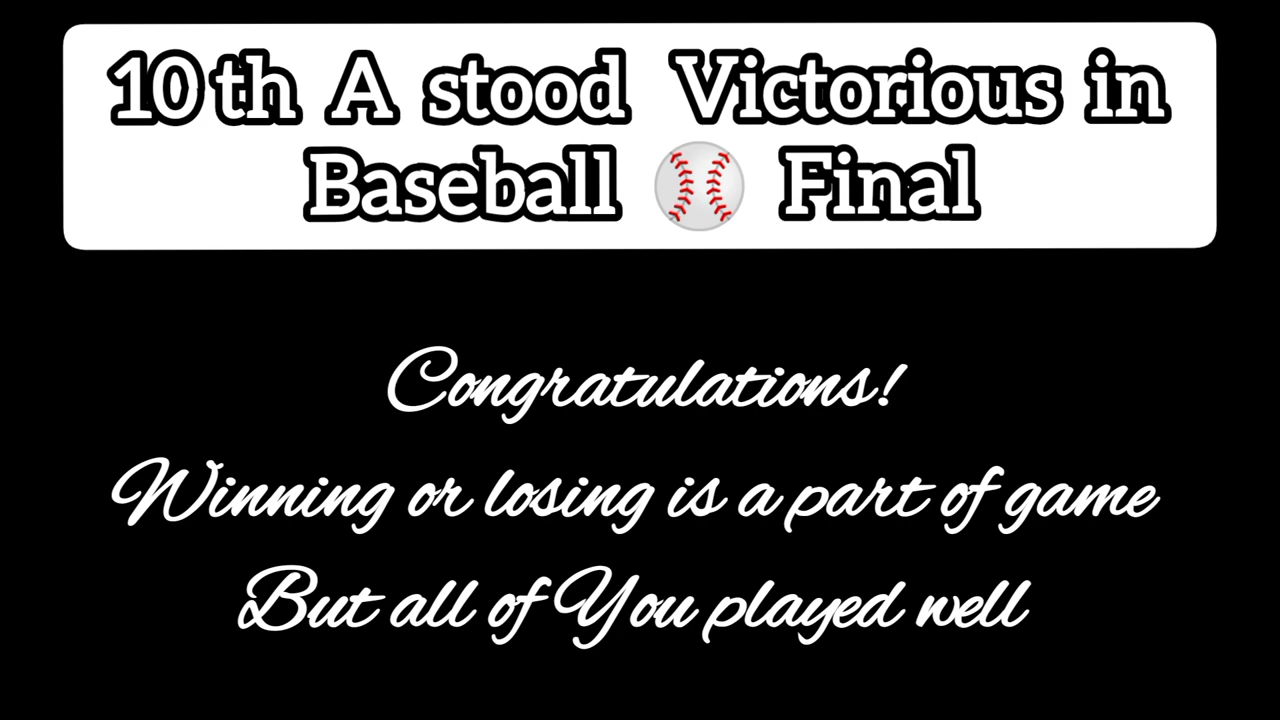 10th A stood Victorious in
Baseball ⚾ Final
Congratulations!
Winning or losing is a part of game
But all of You played well